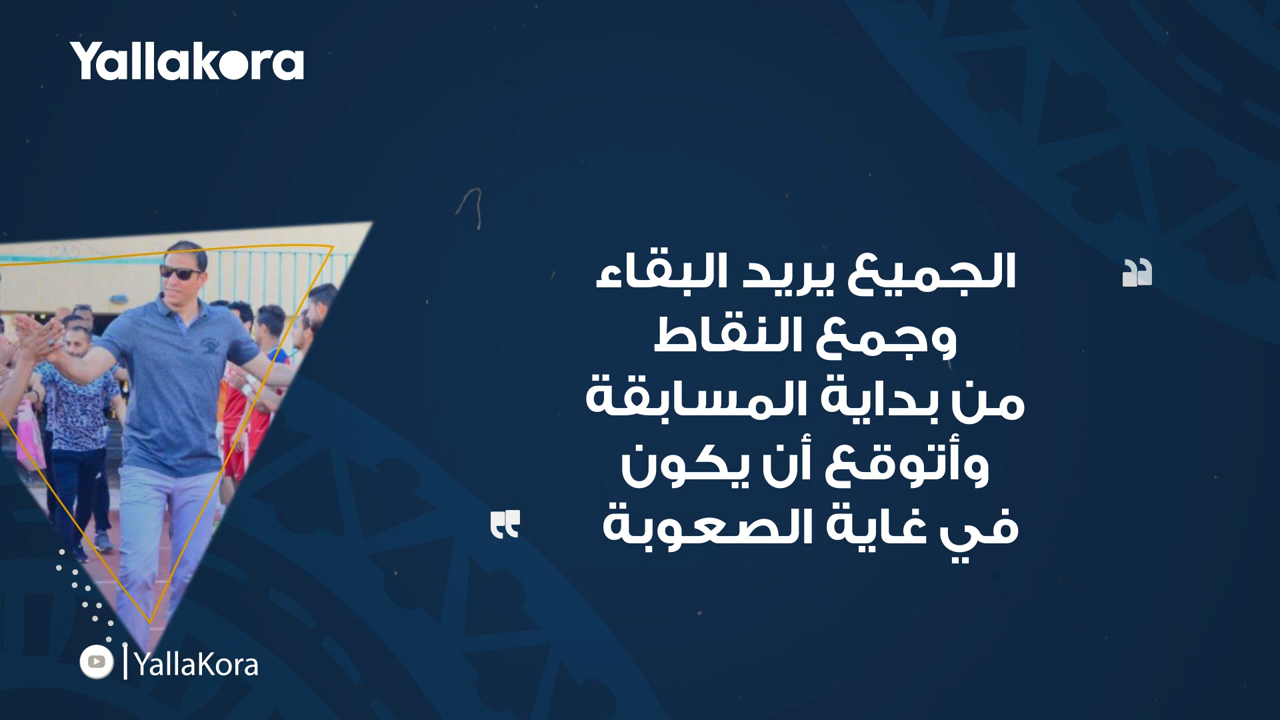 Yallakora
الجميع يريد البقاء
وجمع النقاط
من بداية المسابقة
وأتوقع أن يكون
في غاية الصعوبة
YallaKora